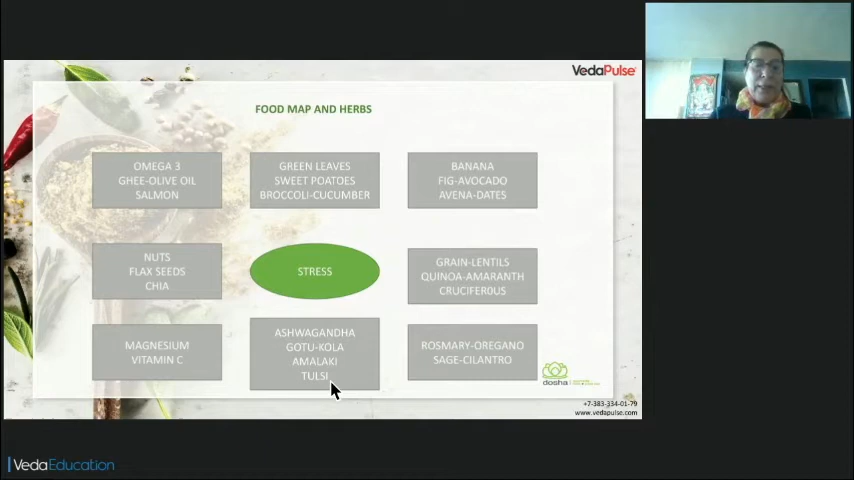 VedaPulse
FOOD MAP AND HERBS
OMEGA 3
GHEE-OLIVE OIL
SALMON
GREEN LEAVES
SWEET POATOES
BROCCOLI-CUCUMBER
BANANA
FIG-AVOCADO
AVENA-DATES
NUTS
FLAX SEEDS
CHIA
STRESS
GRAIN-LENTILS
QUINOA-AMARANTH
CRUCIFER0US
MAGNESIUM
VITAMIN C
ASHWAGANDHA
GOTU-KOLA
AMALAKI
TULSI
ROSMARY-OREGANO
SAGE-CILANTRO
dosha
+7-383-334-01-79
www.vedapulse.com
VedaEducation